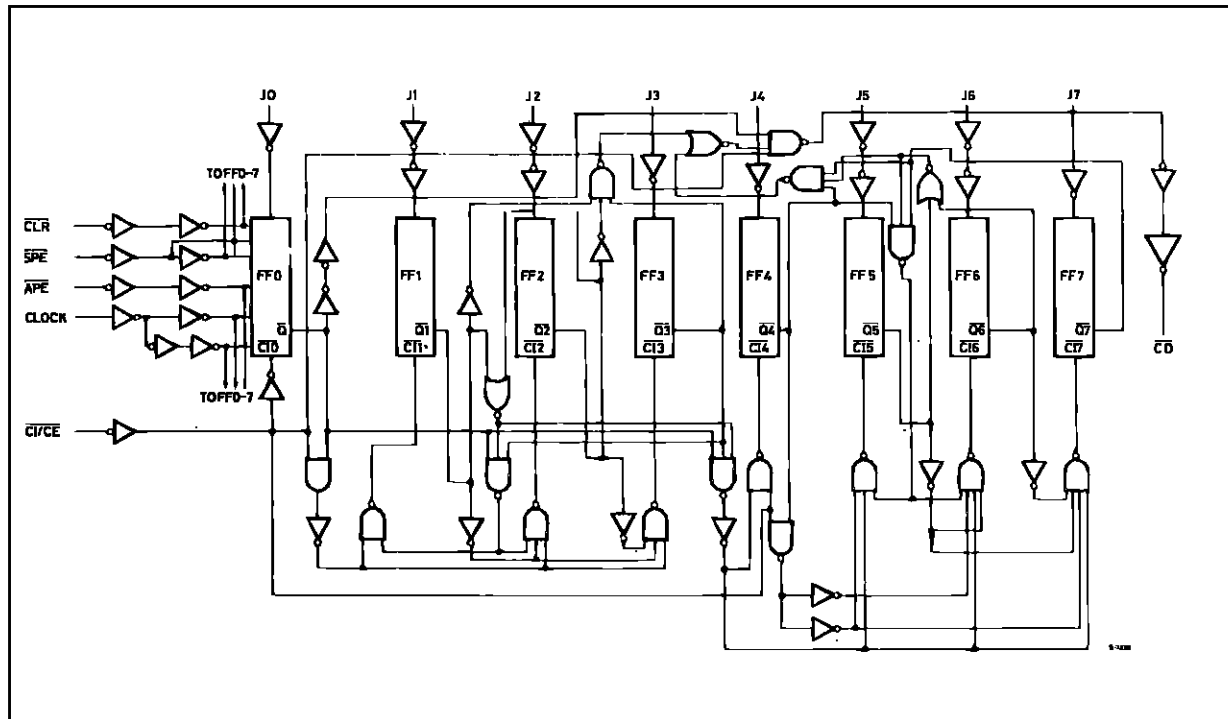 J0 J1 J2 J3 J4 J5 J6 J7
TOFF0-7
CLR
SPE
APE
CLOCK
CI/CE
TOFF0-7
FF0 FF1 FF2 FF3 FF4 FF5 FF6 FF7
Q Q1 Q2 Q3 Q4 Q5 Q6 Q7
CI0 CI1 CI2 CI3 CI4 CI5 CI6 CI7
CO